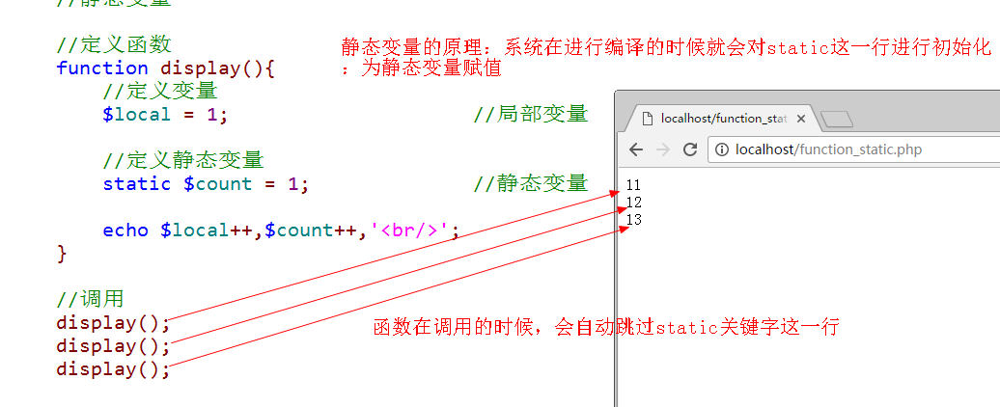 //静态变量
//定义函数
静态变量的原理：系统在进行编译的时候就会对static这一行进行初始化
：为静态变量赋值
function display(){
//定义变量
$local = 1; //局部变量
//定义静态变量
static $count = 1; //静态变量
echo $local++,$count++,'<br/>';
}
//调用
display();
display();
display();
函数在调用的时候，会自动跳过static关键字这一行
localhost/function_stat
localhost/function_static.php
11
12
13